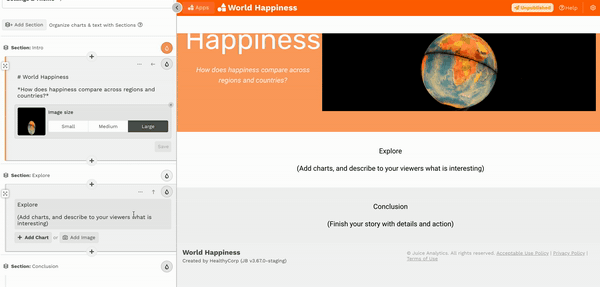 + Add Section
Organize charts & text with Sections
Section: Intro
# World Happiness
*How does happiness compare across regions and
countries?*
Image size
Small
Medium
Large
Save
Section: Explore
Explore
(Add charts, and describe to your viewers what is
interesting)
+ Add Chart
or
Add Image
Section: Conclusion
Apps
World Happiness
Unpublished
Help
Happiness
How does happiness compare across
regions and countries?
Explore
(Add charts, and describe to your viewers what is interesting)
Conclusion
(Finish your story with details and action)
World Happiness
Created by HealthyCorp (JB v3.67.0-staging)
© Juice Analytics. All rights reserved. Acceptable Use Policy | Privacy Policy |
Terms of Use